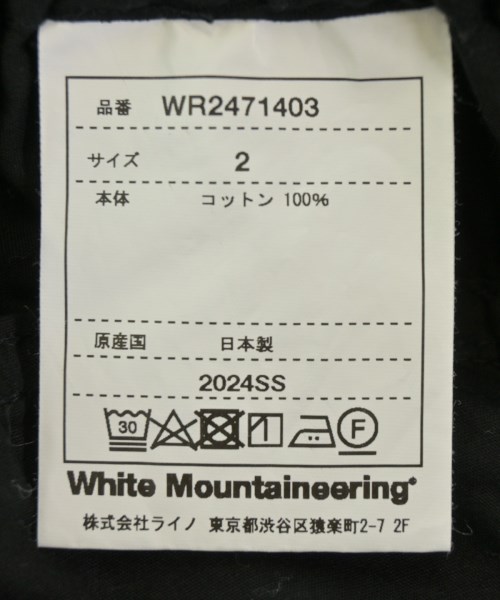 品番 WR2471403
サイズ 2
本体 コットン 100%
原産国 日本製
2024SS
30 F
White Mountaineering®
株式会社ライノ 東京都渋谷区猿楽町2-7 2F